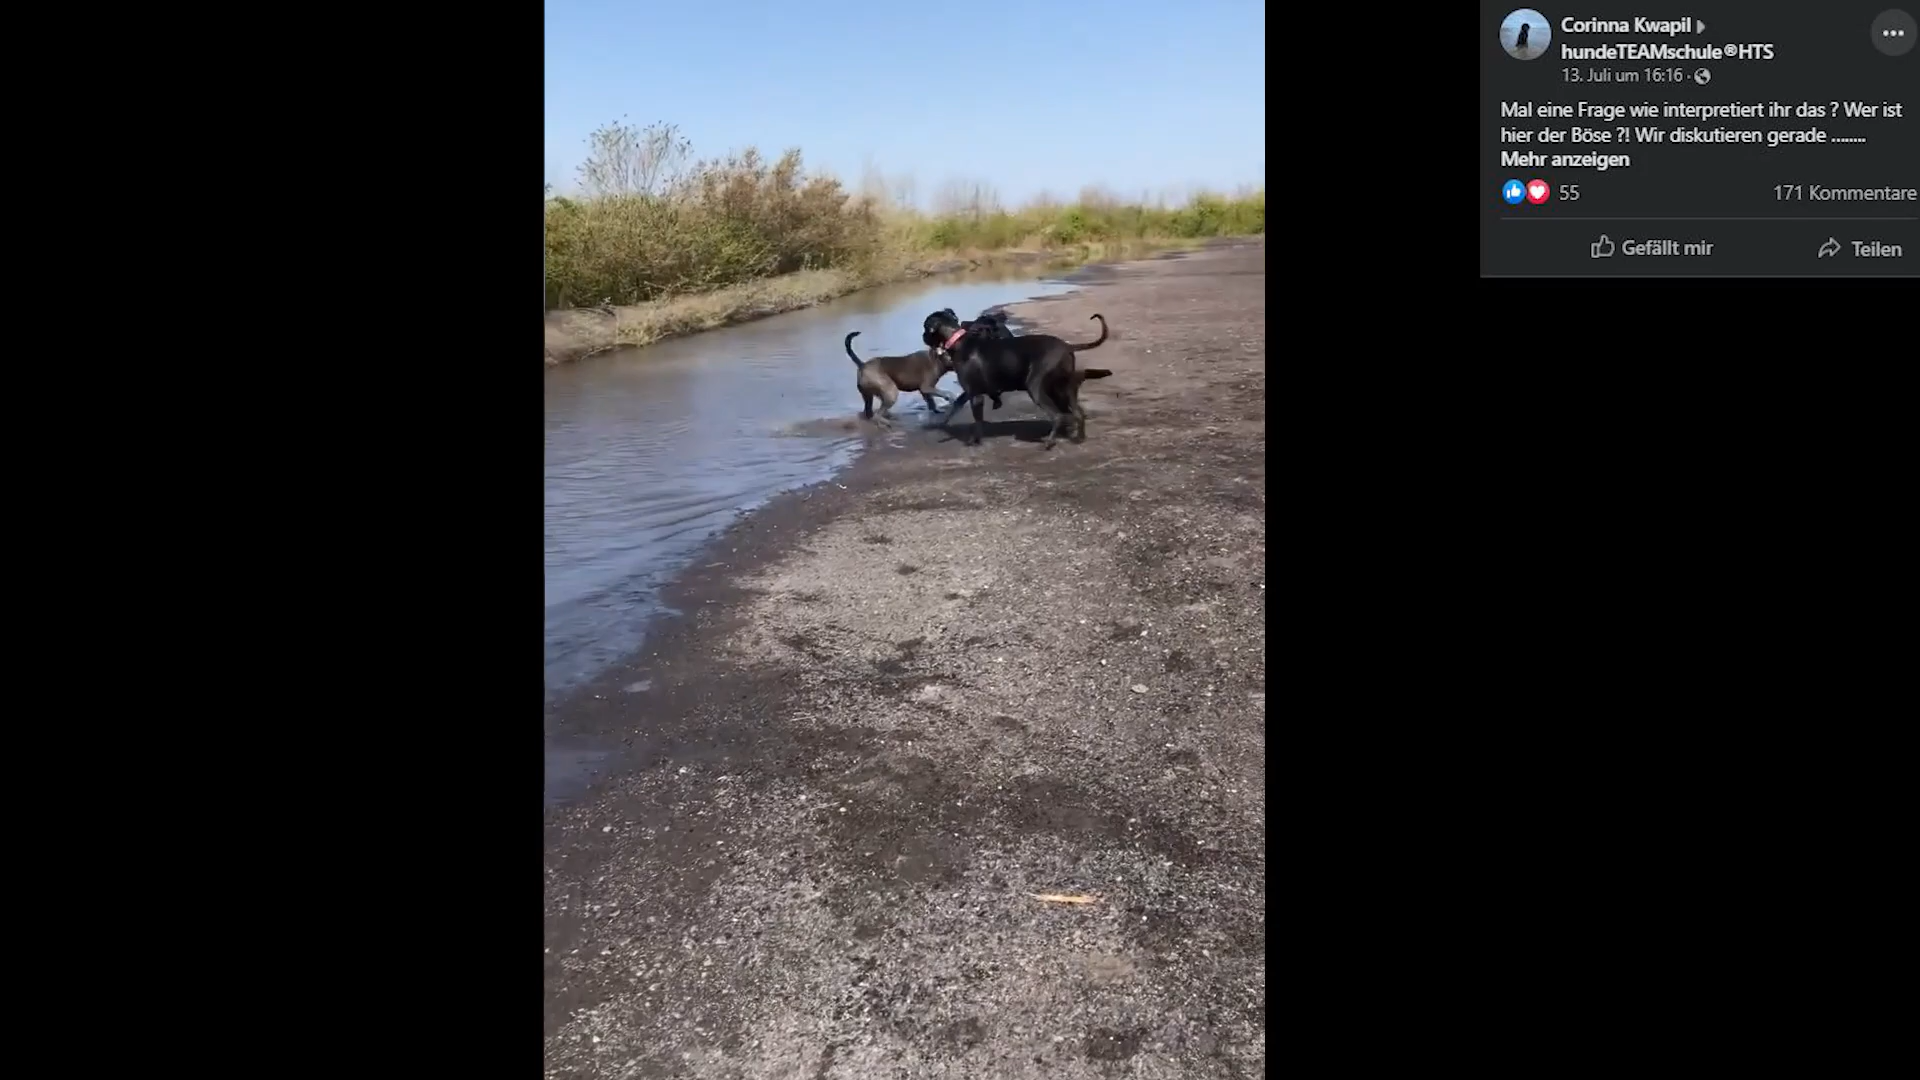 Corinna Kwapil
hundeTEAMschule®HTS
13. Juli um 16:16 ·
Mal eine Frage wie interpretiert ihr das ? Wer ist
hier der Böse ?! Wir diskutieren gerade ........
Mehr anzeigen
55
171 Kommentare
Gefällt mir
Teilen